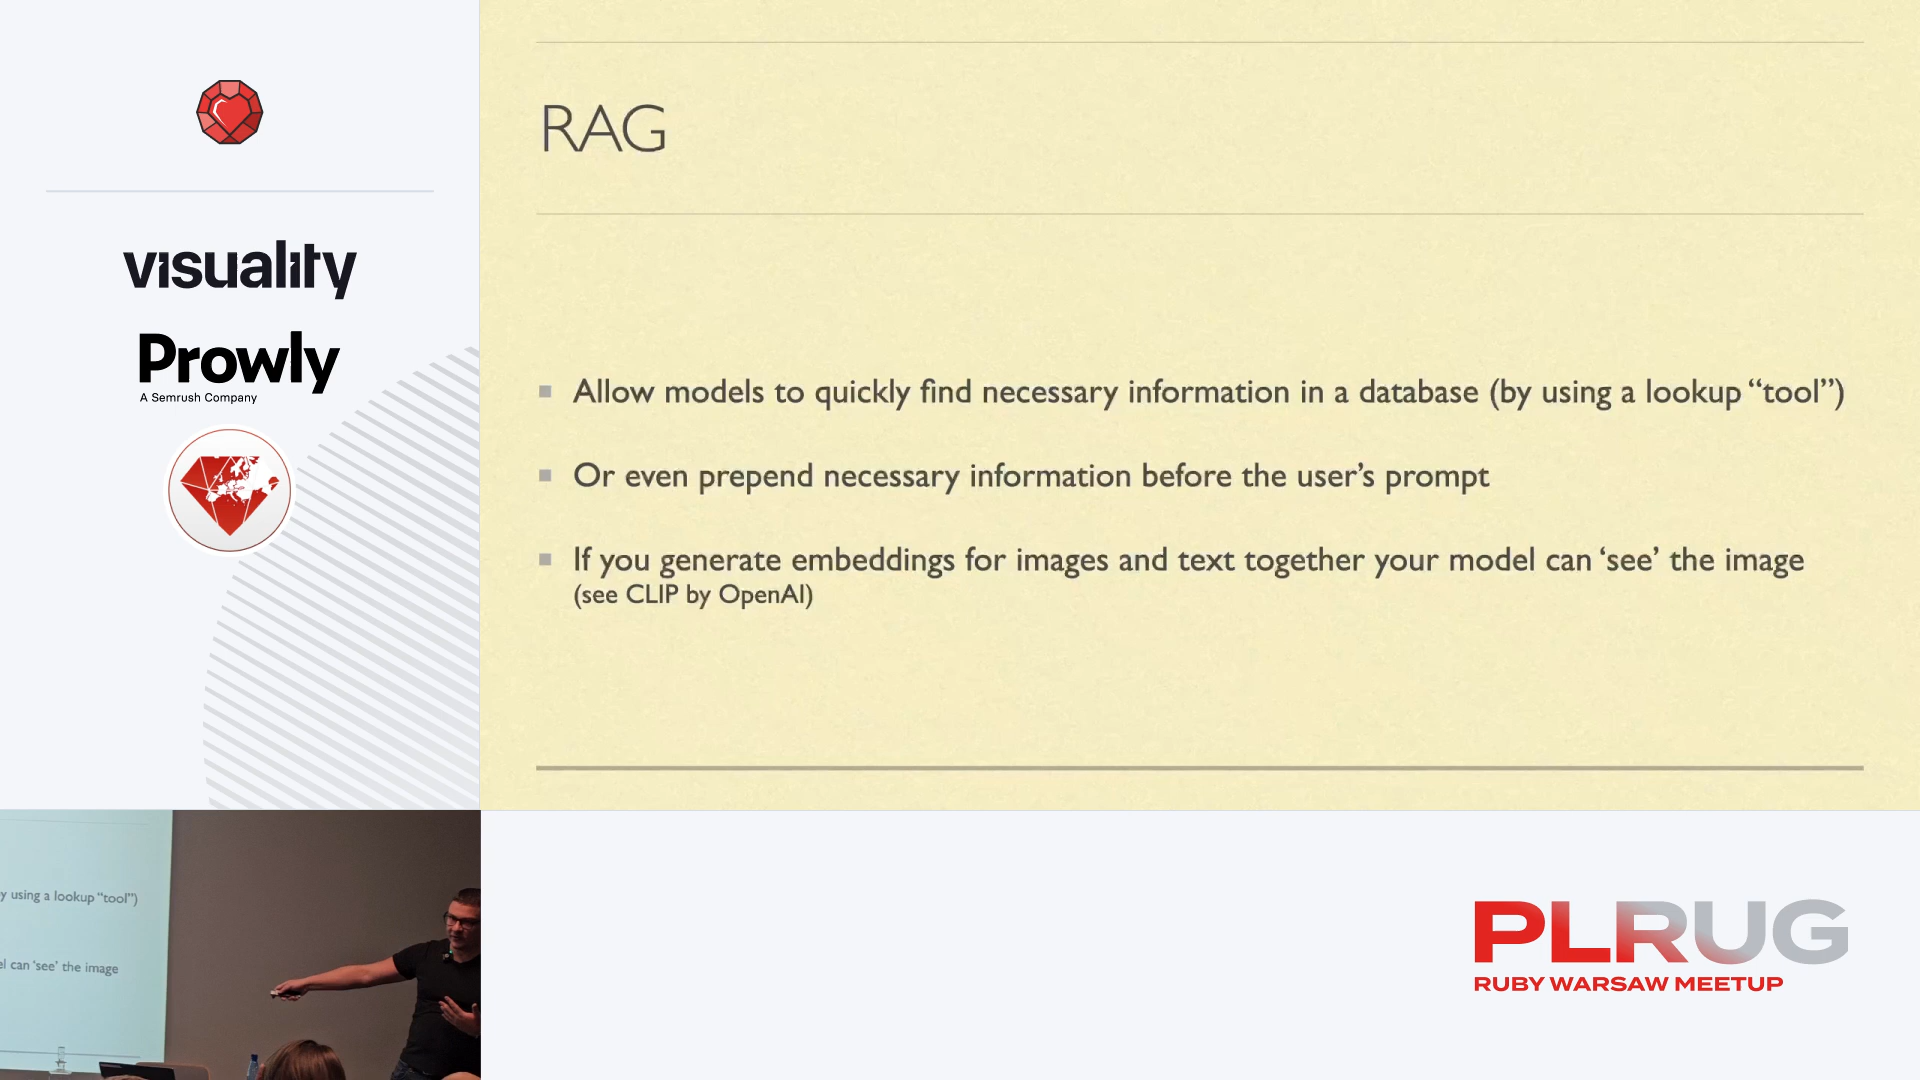 visuality
Prowly
A Semrush Company
RAG
Allow models to quickly find necessary information in a database (by using a lookup “tool”)
Or even prepend necessary information before the user’s prompt
If you generate embeddings for images and text together your model can ‘see’ the image
(see CLIP by OpenAI)
y using a lookup “tool”)
el can ‘see’ the image
PLRUG
RUBY WARSAW MEETUP